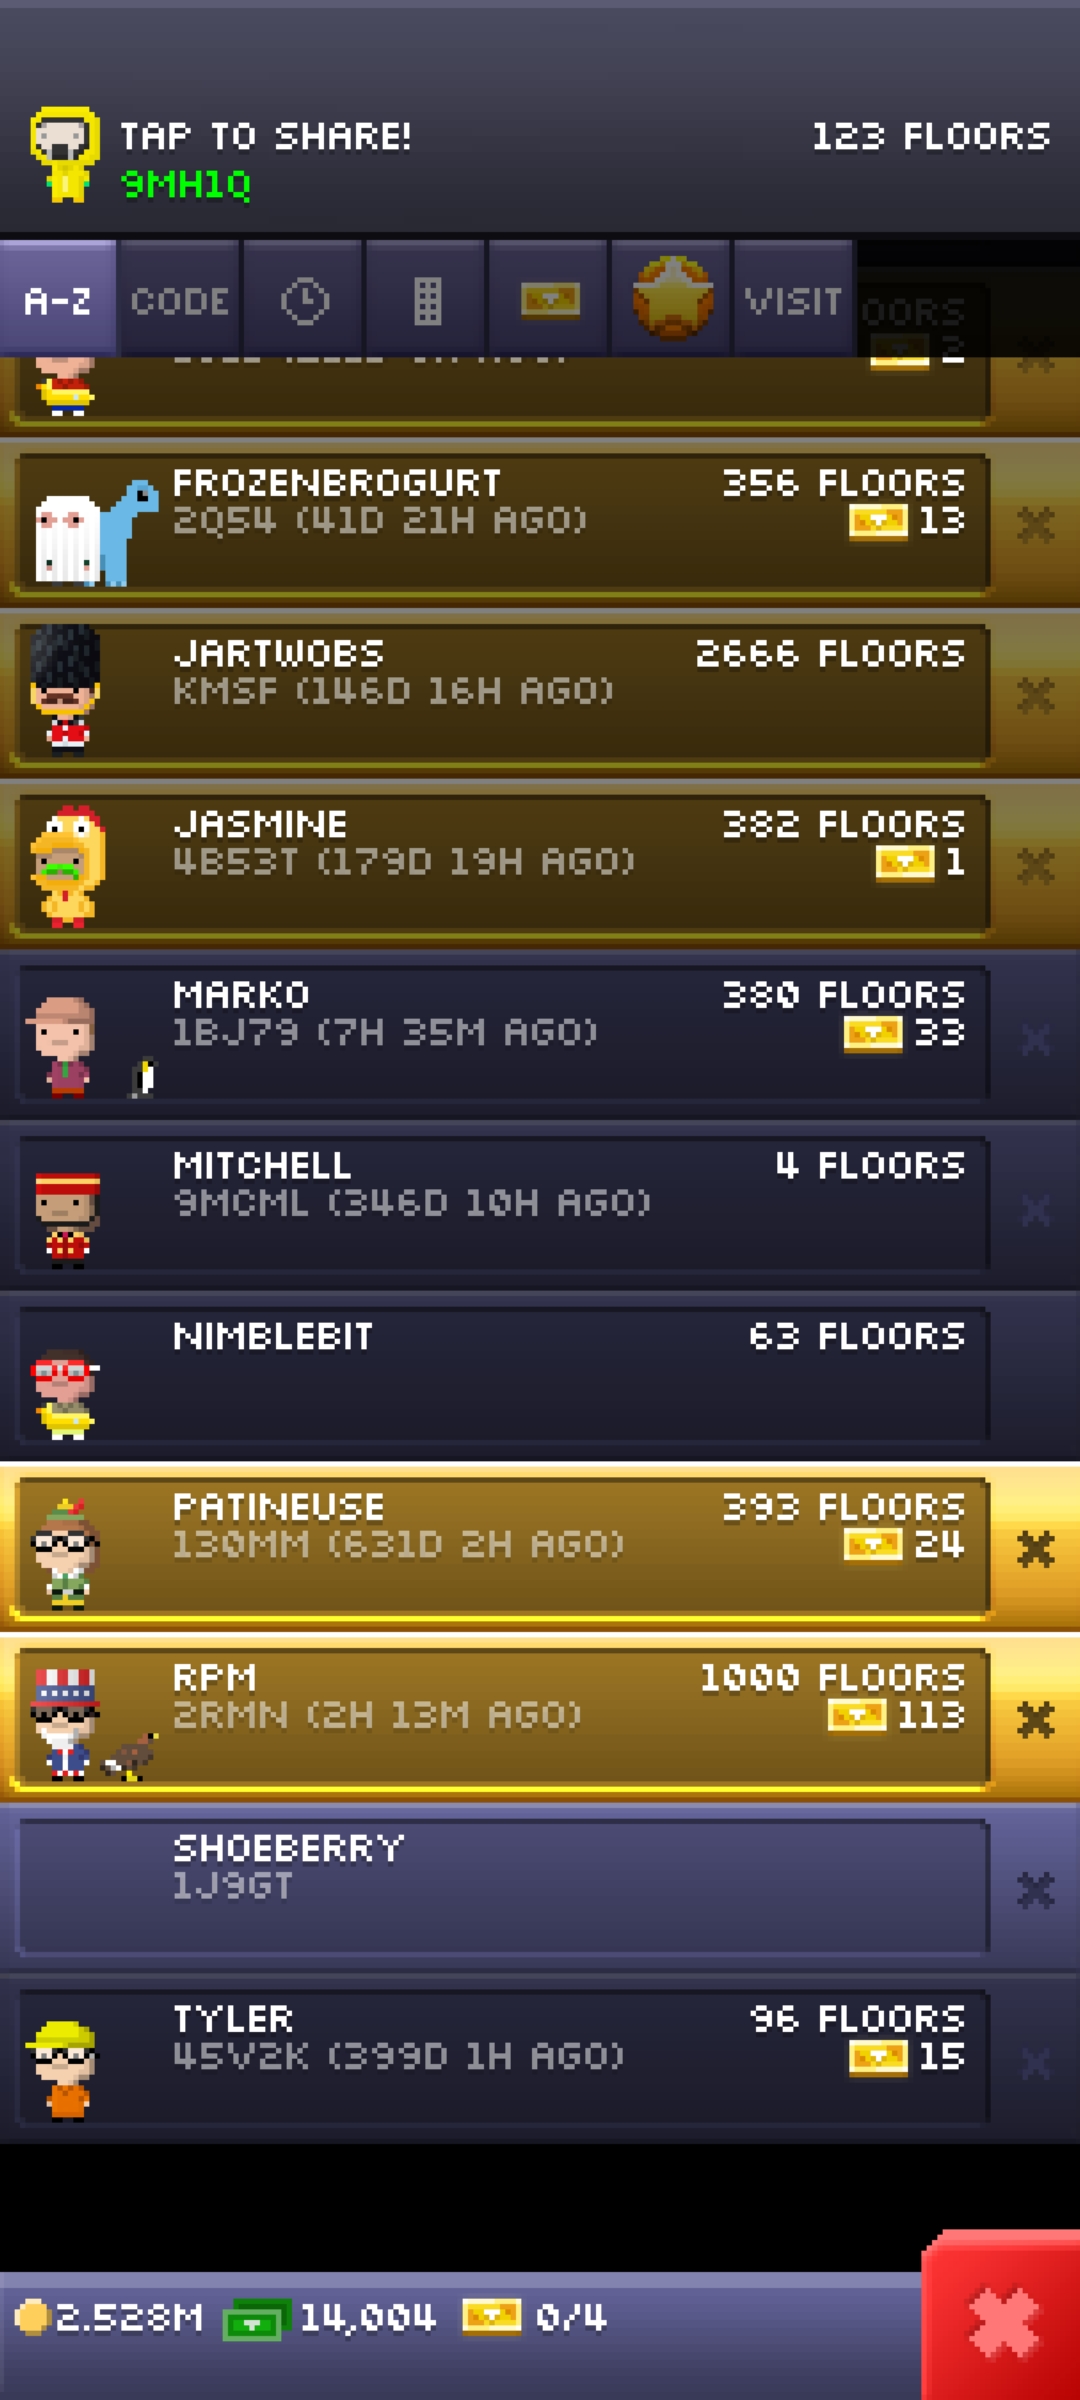 TAP TO SHARE!
123 FLOORS
9MH1Q
A-Z CODE VISIT
2
FROZENBROGURT
356 FLOORS
2Q54 (41D 21H AGO)
13
JARTWOBS
2666 FLOORS
KMSF (146D 16H AGO)
JASMINE
382 FLOORS
4B53T (179D 19H AGO)
1
MARKO
380 FLOORS
1BJ79 (7H 35M AGO)
33
MITCHELL
4 FLOORS
9MCML (346D 10H AGO)
NIMBLEBIT
63 FLOORS
PATINEUSE
393 FLOORS
130MM (631D 2H AGO)
24
RPM
1000 FLOORS
2RMN (2H 13M AGO)
113
SHOEBERRY
1J9GT
TYLER
96 FLOORS
45V2K (399D 1H AGO)
15
2.528M 14,004 0/4